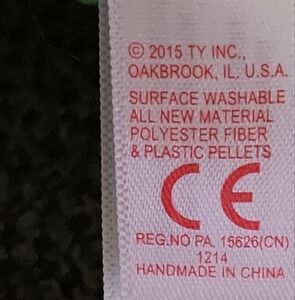 © 2015 TY INC.,
OAKBROOK, IL. U.S.A.
SURFACE WASHABLE
ALL NEW MATERIAL
POLYESTER FIBER
& PLASTIC PELLETS
CE
REG.NO PA. 15626(CN)
1214
HANDMADE IN CHINA